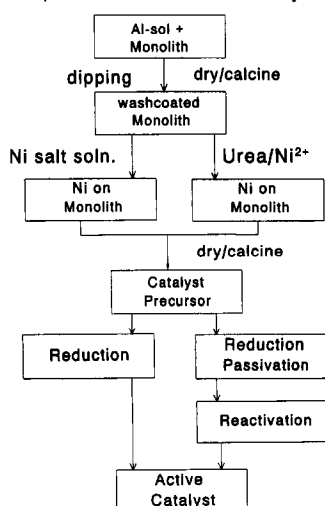 Al-sol +
Monolith
dipping
dry/calcine
washcoated
Monolith
Ni salt soln.
Urea/Ni²⁺
Ni on
Monolith
Ni on
Monolith
dry/calcine
Catalyst
Precursor
Reduction
Reduction
Passivation
Reactivation
Active
Catalyst